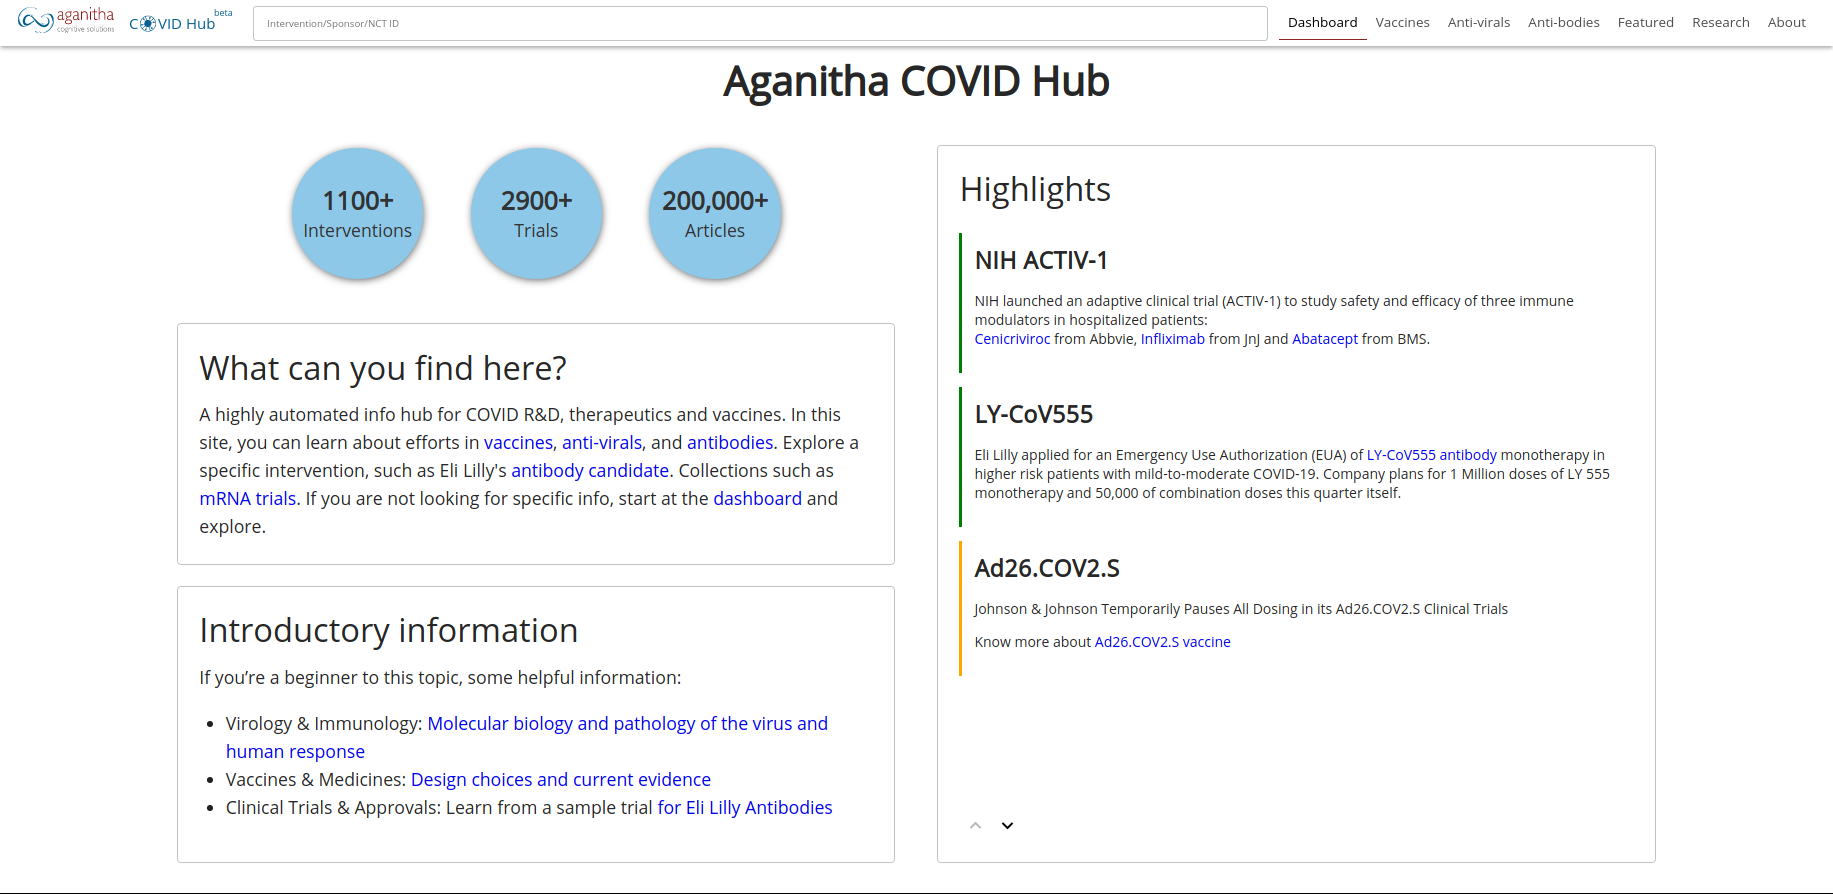 aganitha
cognitive solutions
COVID Hub beta
Intervention/Sponsor/NCT ID
Dashboard
Vaccines
Anti-virals
Anti-bodies
Featured
Research
About
Aganitha COVID Hub
1100+
Interventions
2900+
Trials
200,000+
Articles
What can you find here?
A highly automated info hub for COVID R&D, therapeutics and vaccines. In this
site, you can learn about efforts in vaccines, anti-virals, and antibodies. Explore a
specific intervention, such as Eli Lilly's antibody candidate. Collections such as
mRNA trials. If you are not looking for specific info, start at the dashboard and
explore.
Introductory information
If you’re a beginner to this topic, some helpful information:
• Virology & Immunology: Molecular biology and pathology of the virus and
human response
• Vaccines & Medicines: Design choices and current evidence
• Clinical Trials & Approvals: Learn from a sample trial for Eli Lilly Antibodies
Highlights
NIH ACTIV-1
NIH launched an adaptive clinical trial (ACTIV-1) to study safety and efficacy of three immune
modulators in hospitalized patients:
Cenicriviroc from Abbvie, Infliximab from JnJ and Abatacept from BMS.
LY-CoV555
Eli Lilly applied for an Emergency Use Authorization (EUA) of LY-CoV555 antibody monotherapy in
higher risk patients with mild-to-moderate COVID-19. Company plans for 1 Million doses of LY 555
monotherapy and 50,000 of combination doses this quarter itself.
Ad26.COV2.S
Johnson & Johnson Temporarily Pauses All Dosing in its Ad26.COV2.S Clinical Trials
Know more about Ad26.COV2.S vaccine